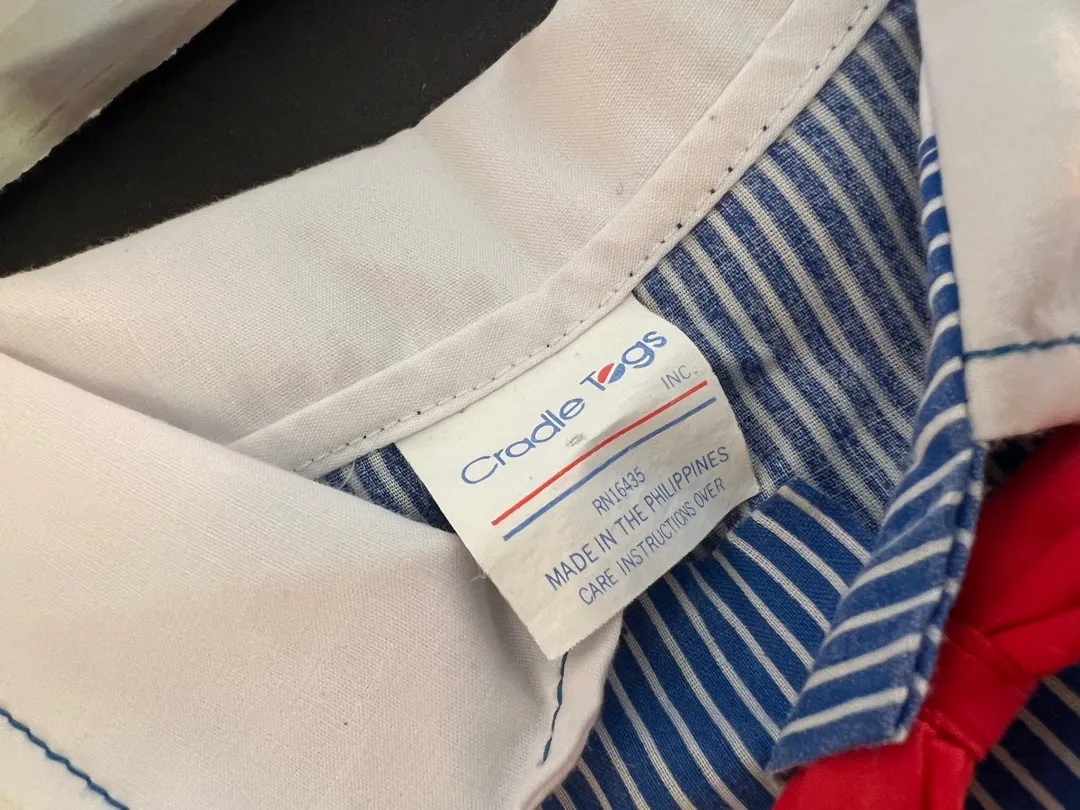 Cradle Togs
INC.
RN16435
MADE IN THE PHILIPPINES
CARE INSTRUCTIONS OVER